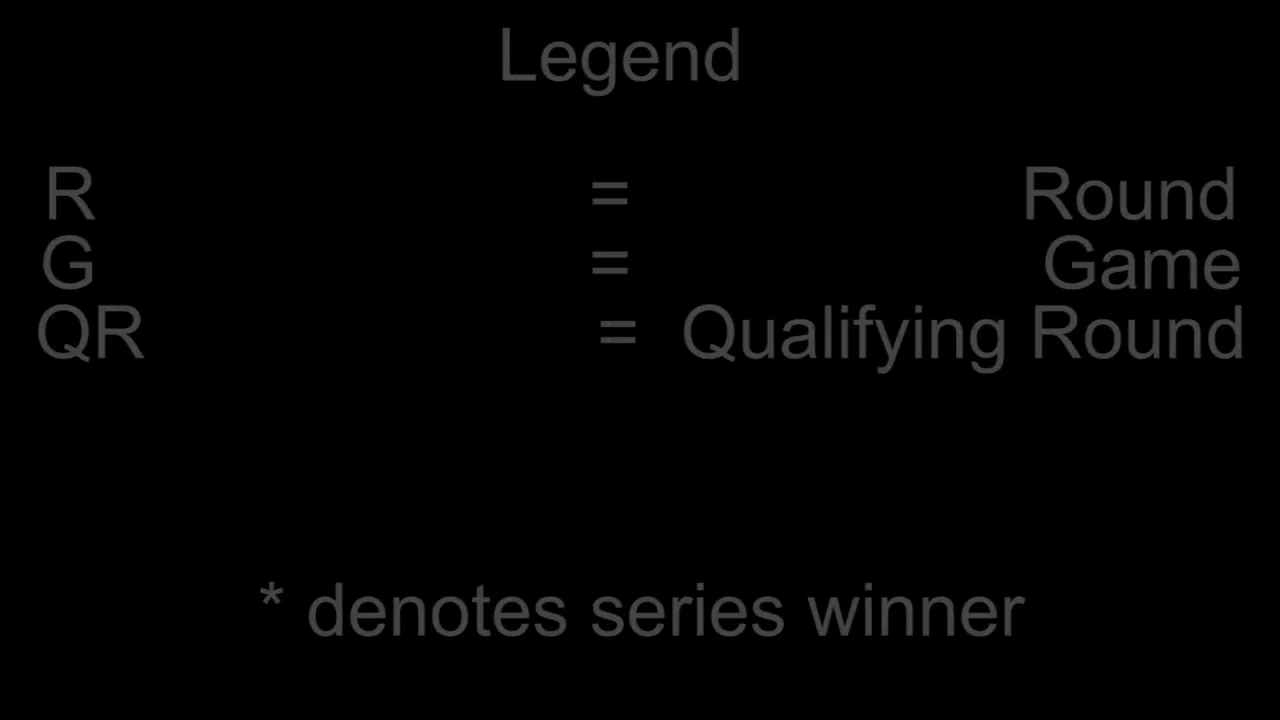 Legend
R = Round
G = Game
QR = Qualifying Round
* denotes series winner